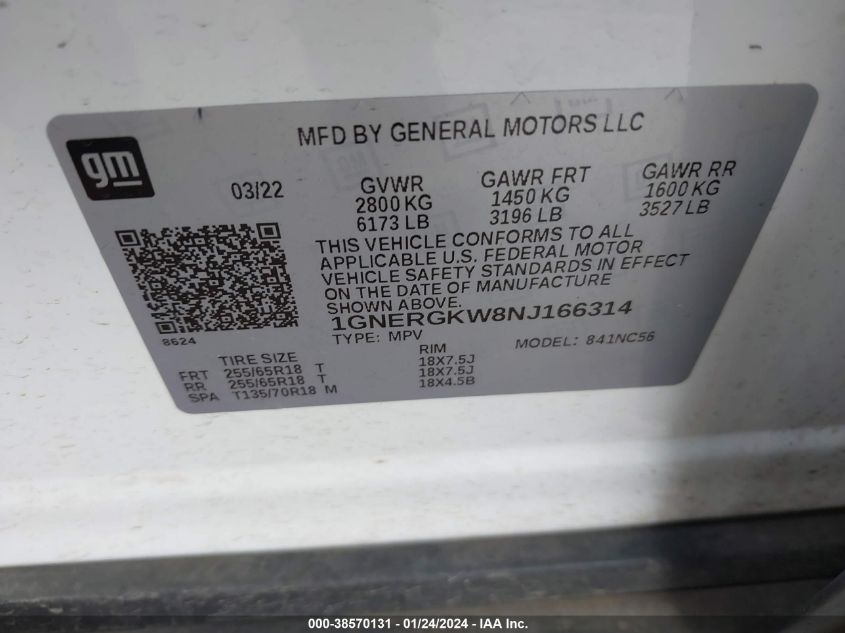 MFD BY GENERAL MOTORS LLC
gm
03/22 GVWR GAWR FRT GAWR RR
2800 KG 1450 KG 1600 KG
6173 LB 3196 LB 3527 LB
THIS VEHICLE CONFORMS TO ALL
APPLICABLE U.S. FEDERAL MOTOR
VEHICLE SAFETY STANDARDS IN EFFECT
ON THE DATE OF MANUFACTURE
SHOWN ABOVE.
1GNERGKW8NJ166314
8624 TYPE: MPV MODEL: 841NC56
TIRE SIZE RIM
FRT 255/65R18 T 18X7.5J
RR 255/65R18 T 18X7.5J
SPA T135/70R18 M 18X4.5B
000-38570131 - 01/24/2024 - IAA Inc.